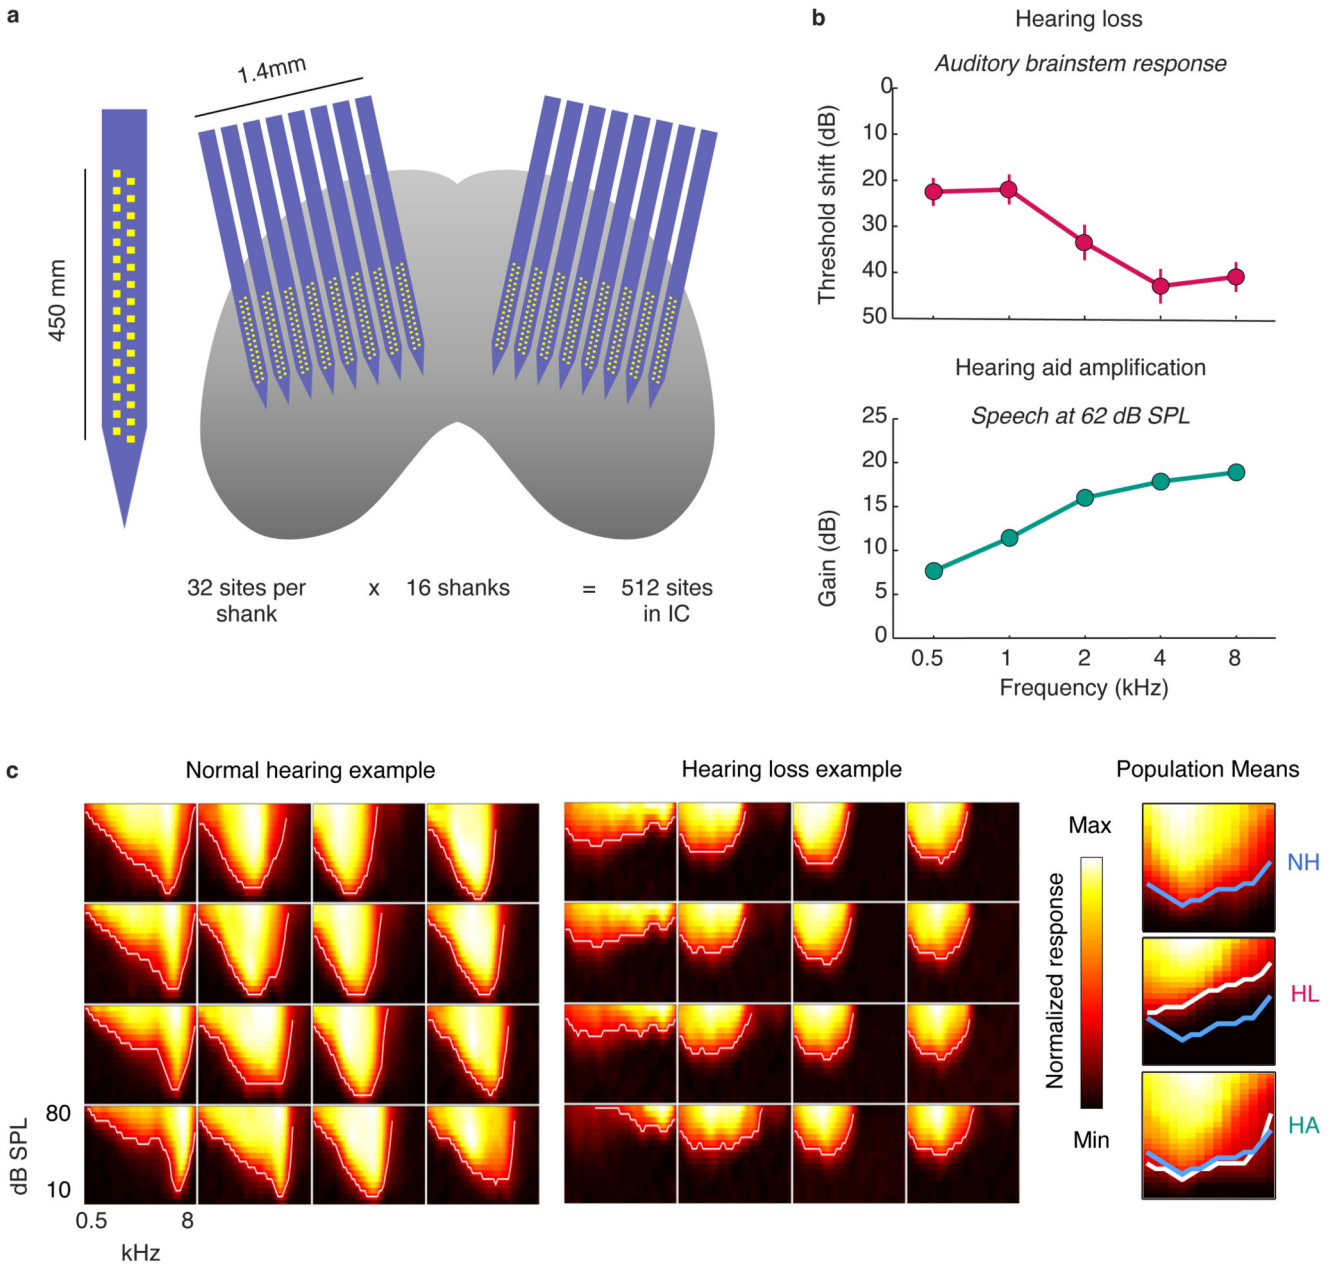 a
1.4mm
450 mm
32 sites per
shank
x
16 shanks
=
512 sites
in IC
b
Hearing loss
Auditory brainstem response
Threshold shift (dB)
0
10
20
30
40
50
Hearing aid amplification
Speech at 62 dB SPL
Gain (dB)
25
20
15
10
5
0
0.5 1 2 4 8
Frequency (kHz)
c
Normal hearing example
Hearing loss example
Population Means
Max
Normalized response
Min
NH
HL
HA
dB SPL
80
10
0.5 8
kHz